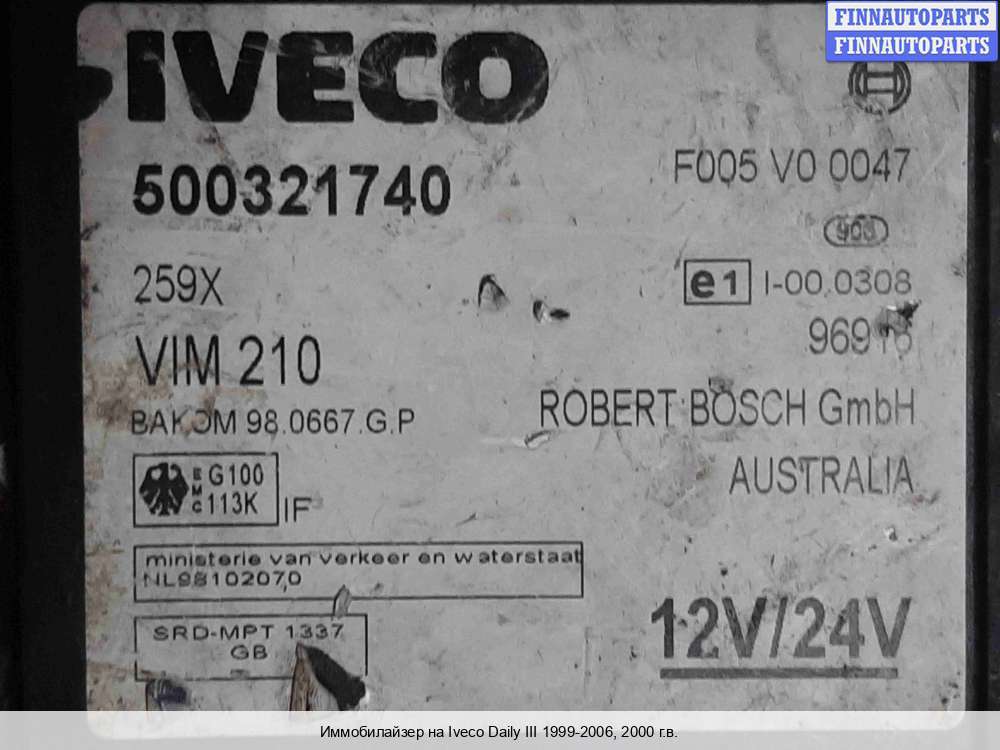 FINNAUTOPARTS
FINNAUTOPARTS
IVECO
500321740
F005 V0 0047
259X
e1 I-00.0308
VIM 210
BAKOM 98.0667.G.P
ROBERT BOSCH GmbH
AUSTRALIA
EMC G100
113K IF
ministerie van verkeer en waterstaat
NL98102070
SRD-MPT 1337
GB
12V/24V
Иммобилайзер на Iveco Daily III 1999-2006, 2000 г.в.